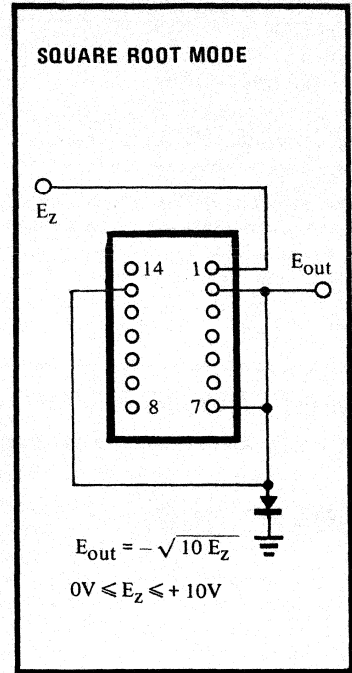 SQUARE ROOT MODE
E_z
14 1
E_out
8 7
E_out = −√10 E_z
0V ⩽ E_z ⩽ + 10V